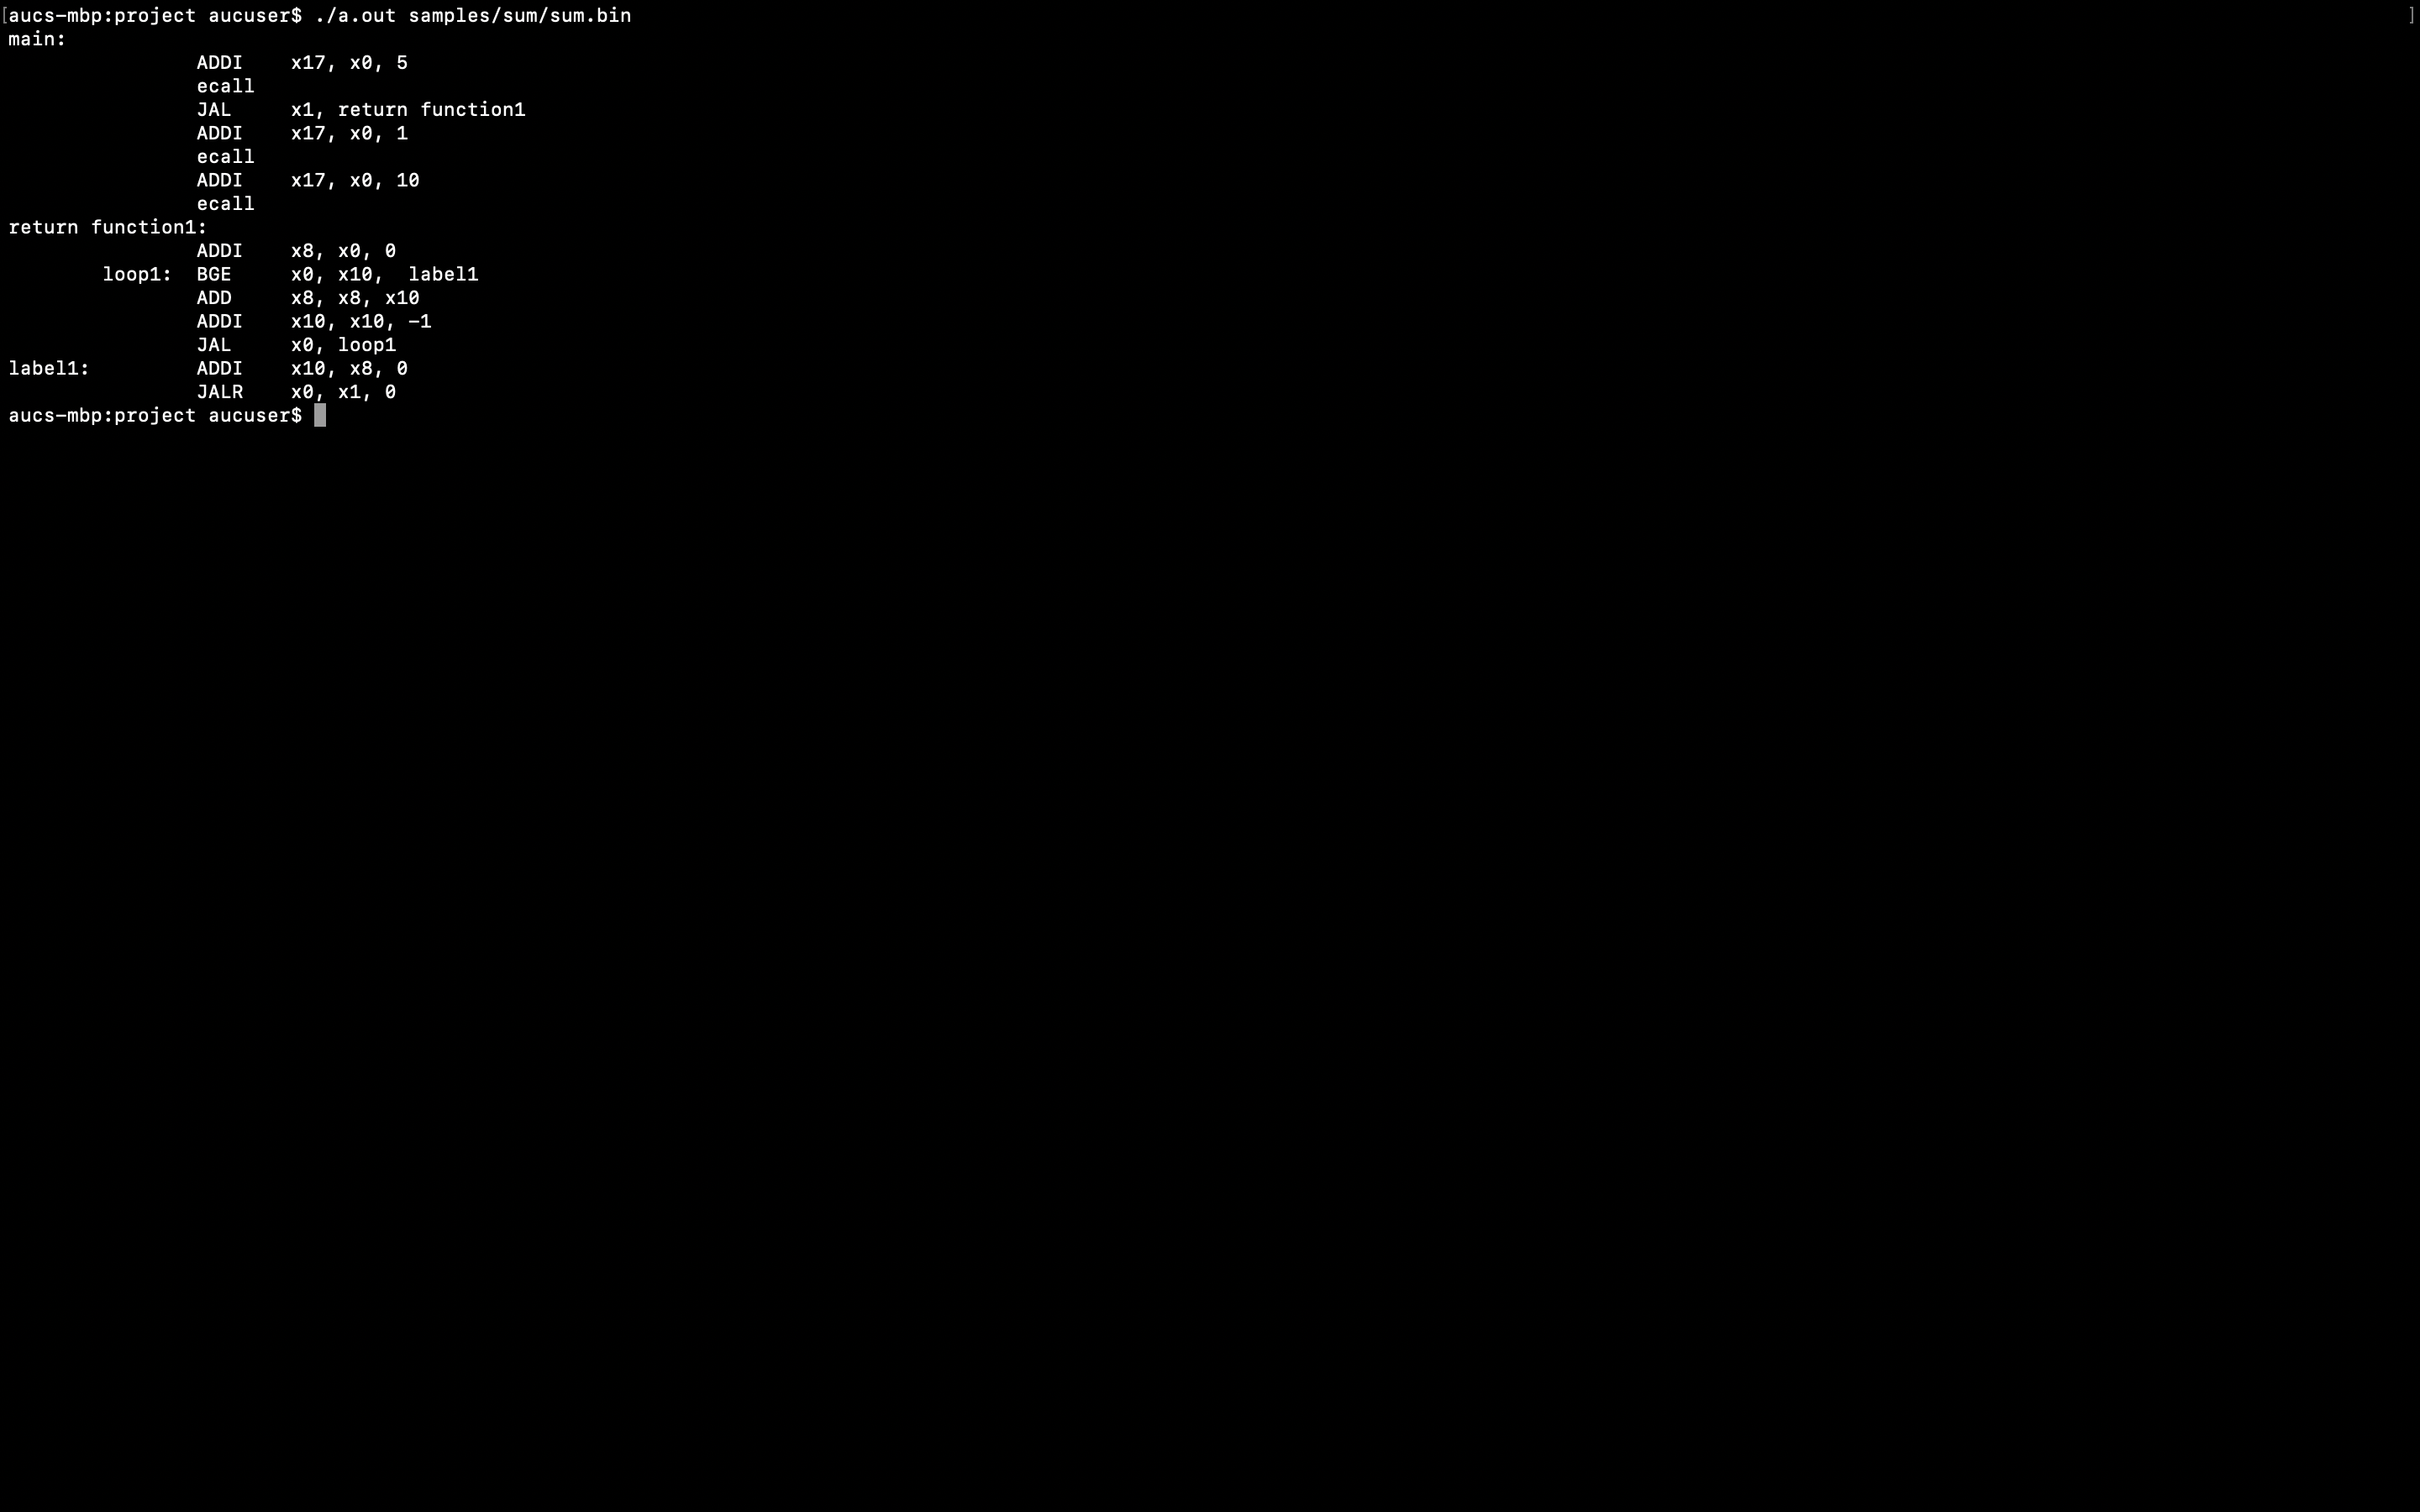 [aucs-mbp:project aucuser$ ./a.out samples/sum/sum.bin ]
main:
ADDI x17, x0, 5
ecall
JAL x1, return function1
ADDI x17, x0, 1
ecall
ADDI x17, x0, 10
ecall
return function1:
ADDI x8, x0, 0
loop1: BGE x0, x10,  label1
ADD x8, x8, x10
ADDI x10, x10, -1
JAL x0, loop1
label1: ADDI x10, x8, 0
JALR x0, x1, 0
aucs-mbp:project aucuser$